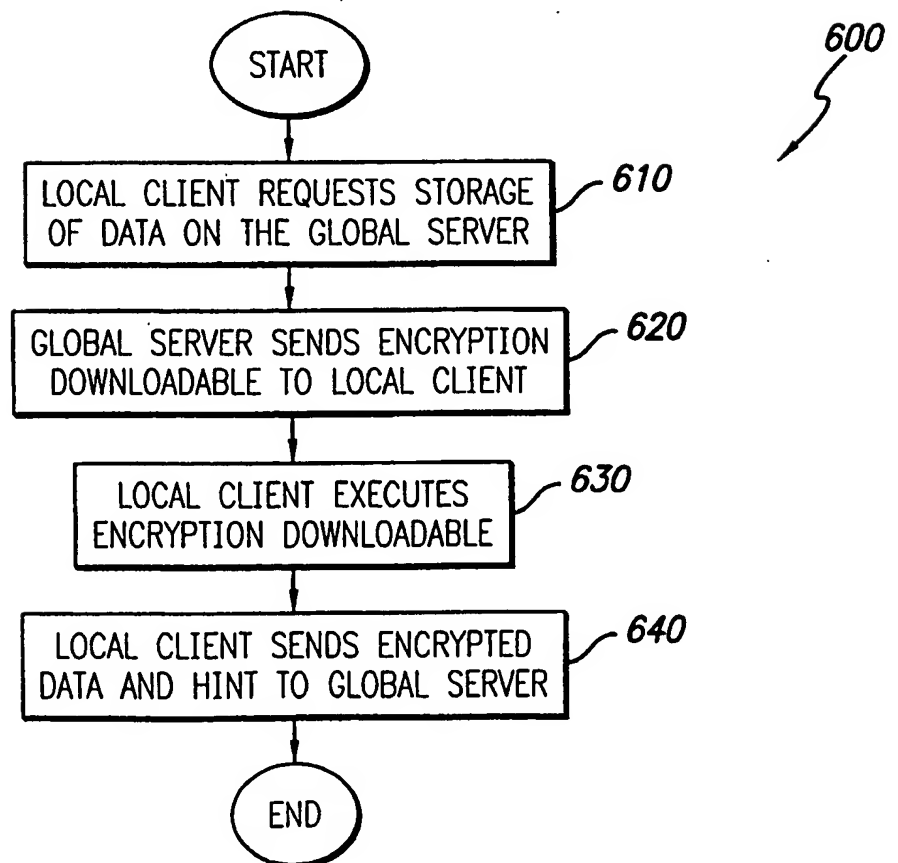 START
600
LOCAL CLIENT REQUESTS STORAGE
OF DATA ON THE GLOBAL SERVER
610
GLOBAL SERVER SENDS ENCRYPTION
DOWNLOADABLE TO LOCAL CLIENT
620
LOCAL CLIENT EXECUTES
ENCRYPTION DOWNLOADABLE
630
LOCAL CLIENT SENDS ENCRYPTED
DATA AND HINT TO GLOBAL SERVER
640
END